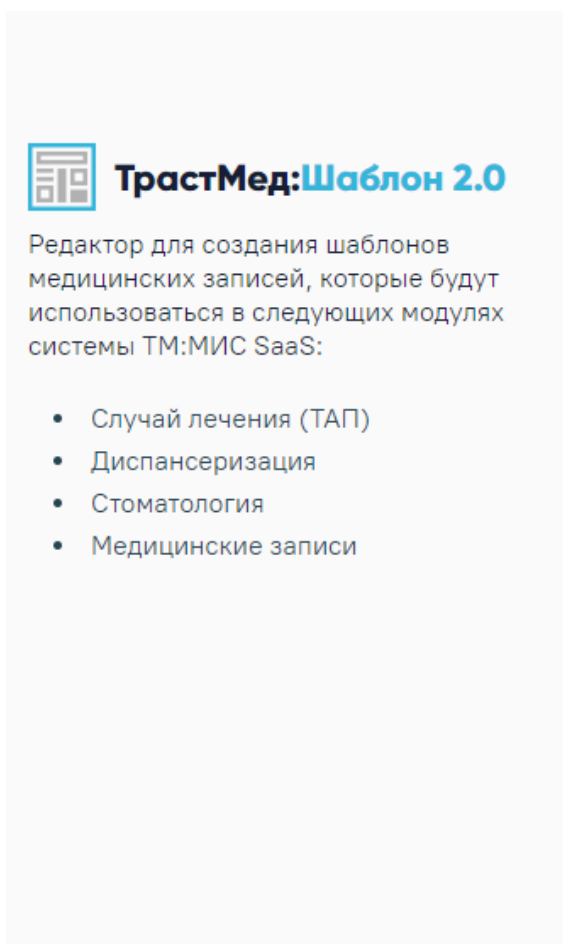 ТрастМед:Шаблон 2.0
Редактор для создания шаблонов
медицинских записей, которые будут
использоваться в следующих модулях
системы ТМ:МИС SaaS:
• Случай лечения (ТАП)
• Диспансеризация
• Стоматология
• Медицинские записи